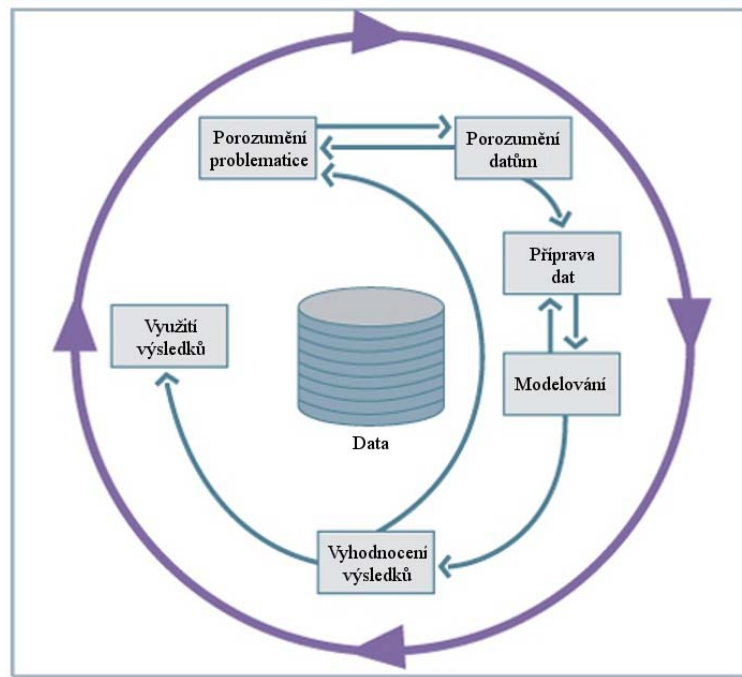 Porozumění
problematice
Porozumění
datům
Příprava
dat
Využití
výsledků
Modelování
Data
Vyhodnocení
výsledků